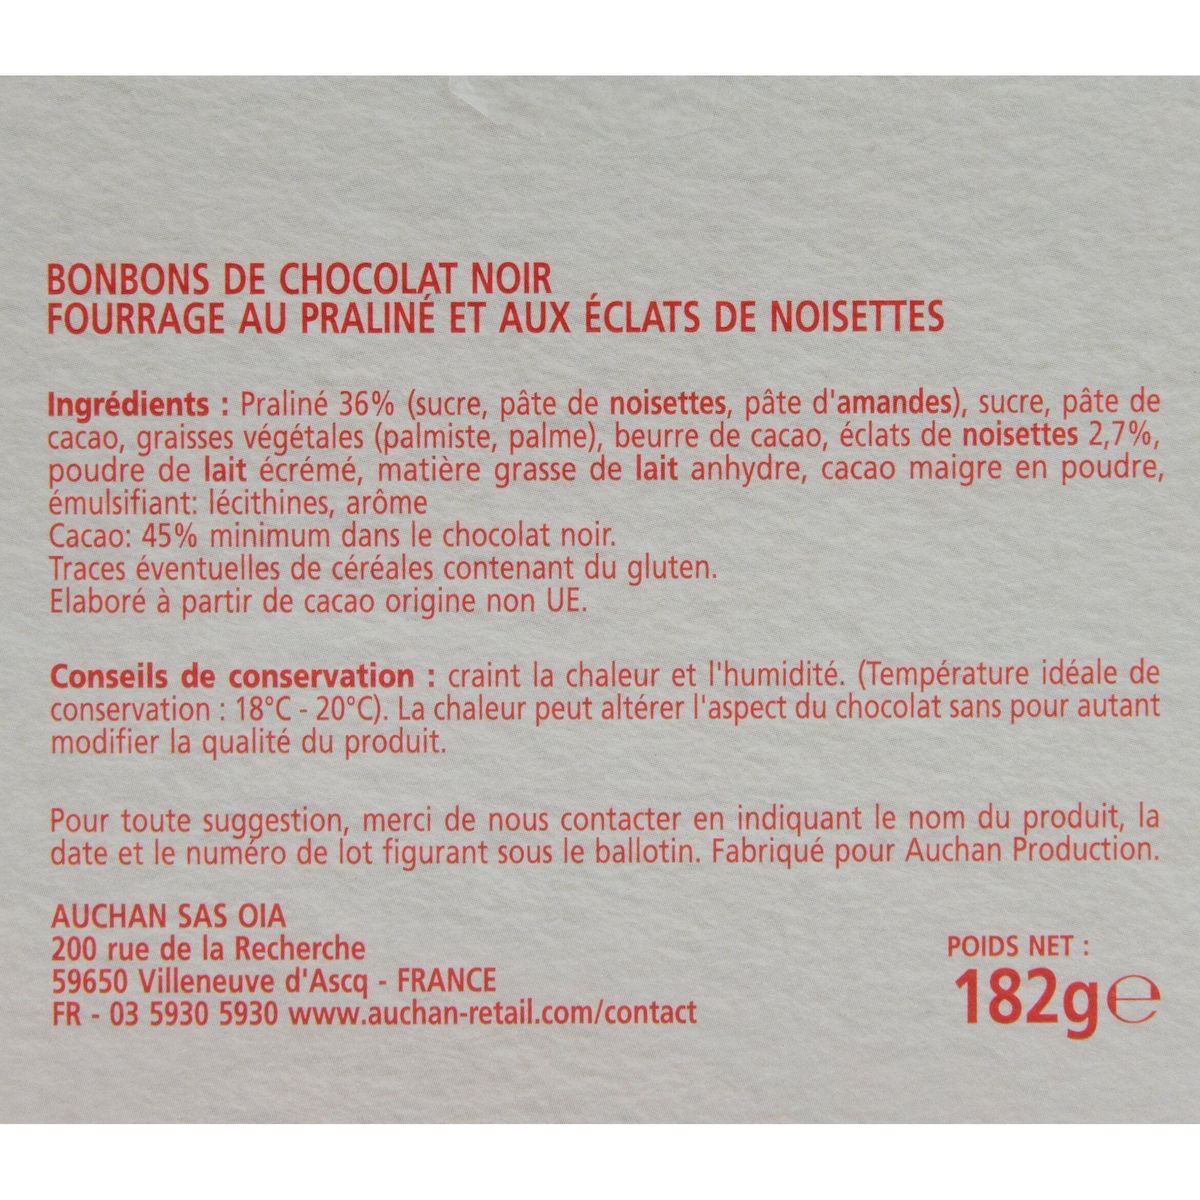 BONBONS DE CHOCOLAT NOIR
FOURRAGE AU PRALINÉ ET AUX ÉCLATS DE NOISETTES
Ingrédients : Praliné 36% (sucre, pâte de noisettes, pâte d'amandes), sucre, pâte de
cacao, graisses végétales (palmiste, palme), beurre de cacao, éclats de noisettes 2,7%,
poudre de lait écrémé, matière grasse de lait anhydre, cacao maigre en poudre,
émulsifiant: lécithines, arôme
Cacao: 45% minimum dans le chocolat noir.
Traces éventuelles de céréales contenant du gluten.
Elaboré à partir de cacao origine non UE.
Conseils de conservation : craint la chaleur et l'humidité. (Température idéale de
conservation : 18°C - 20°C). La chaleur peut altérer l'aspect du chocolat sans pour autant
modifier la qualité du produit.
Pour toute suggestion, merci de nous contacter en indiquant le nom du produit, la
date et le numéro de lot figurant sous le ballotin. Fabriqué pour Auchan Production.
AUCHAN SAS OIA
200 rue de la Recherche
59650 Villeneuve d'Ascq - FRANCE
FR - 03 5930 5930 www.auchan-retail.com/contact
POIDS NET :
182g℮